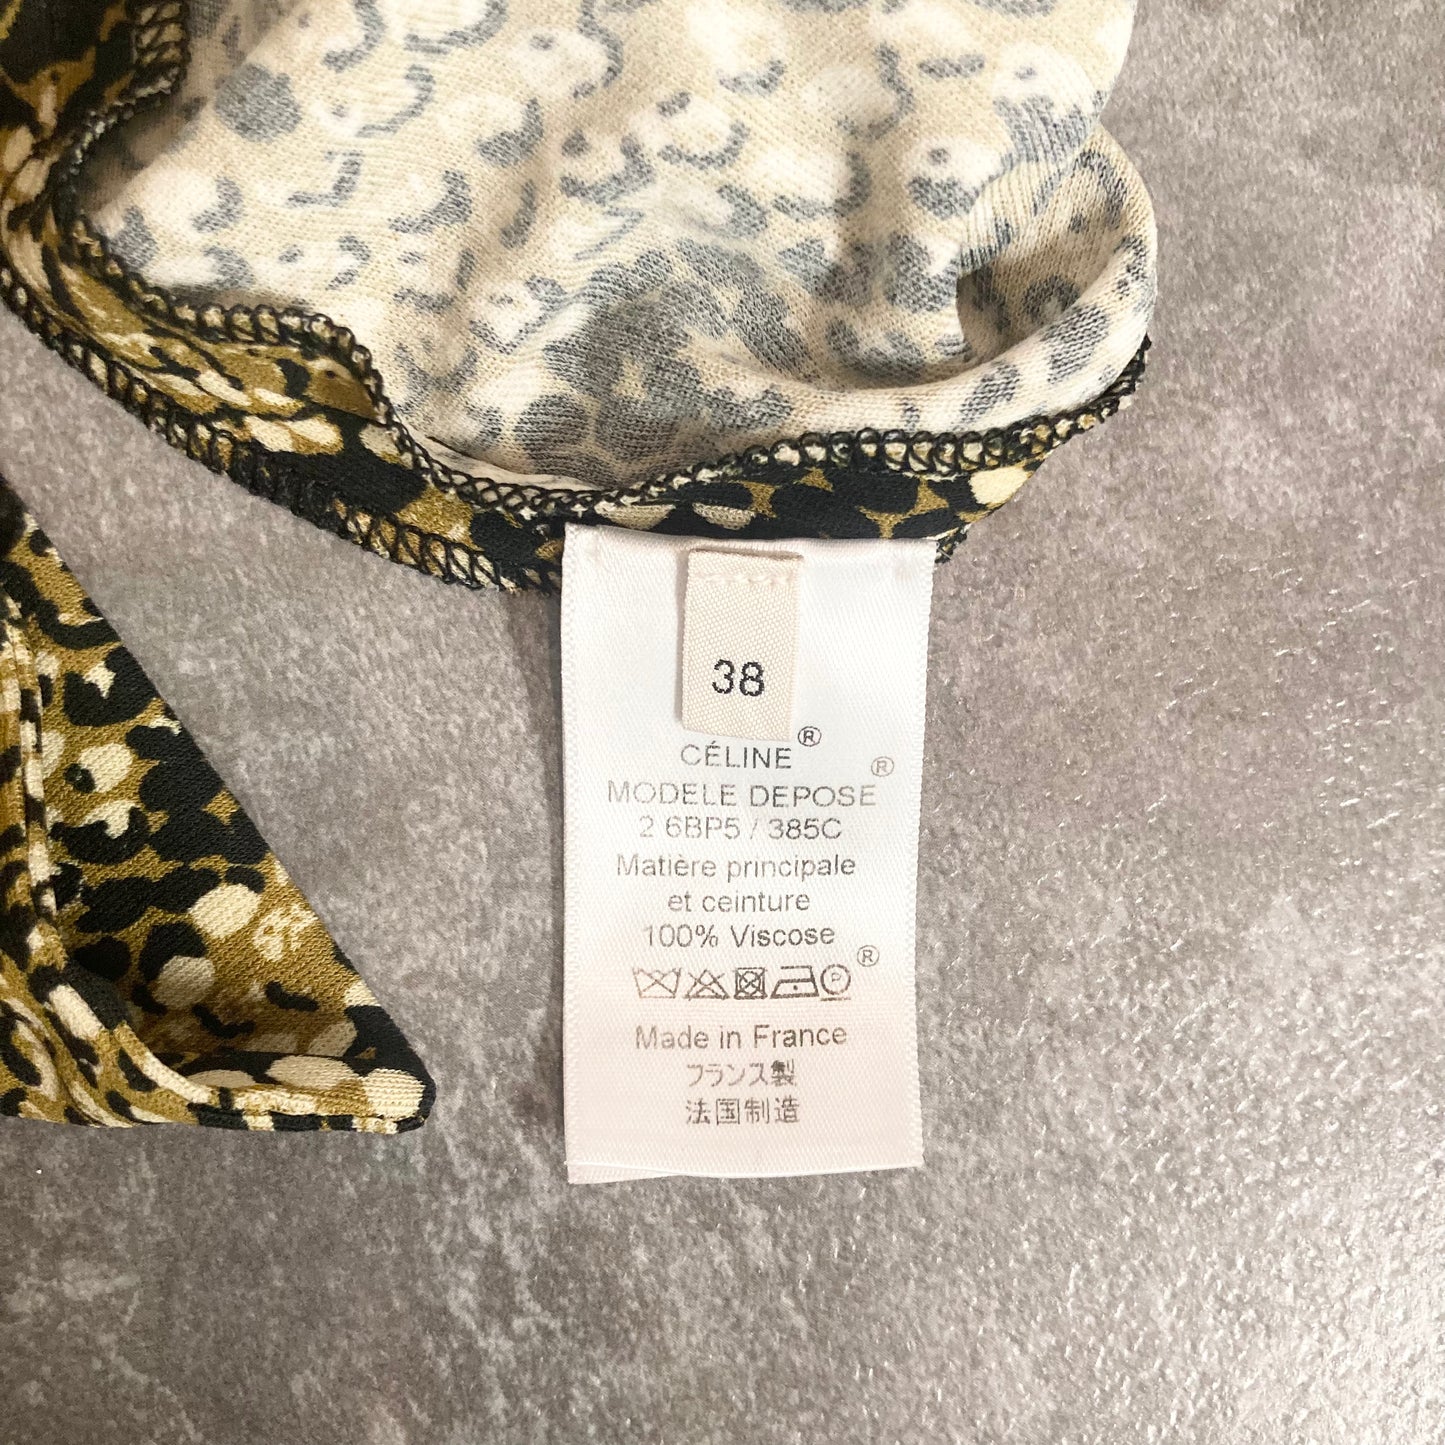 38
CÉLINE®
MODELE DEPOSE®
2 6BP5 / 385C
Matière principale
et ceinture
100% Viscose
P ®
Made in France
フランス製
法国制造